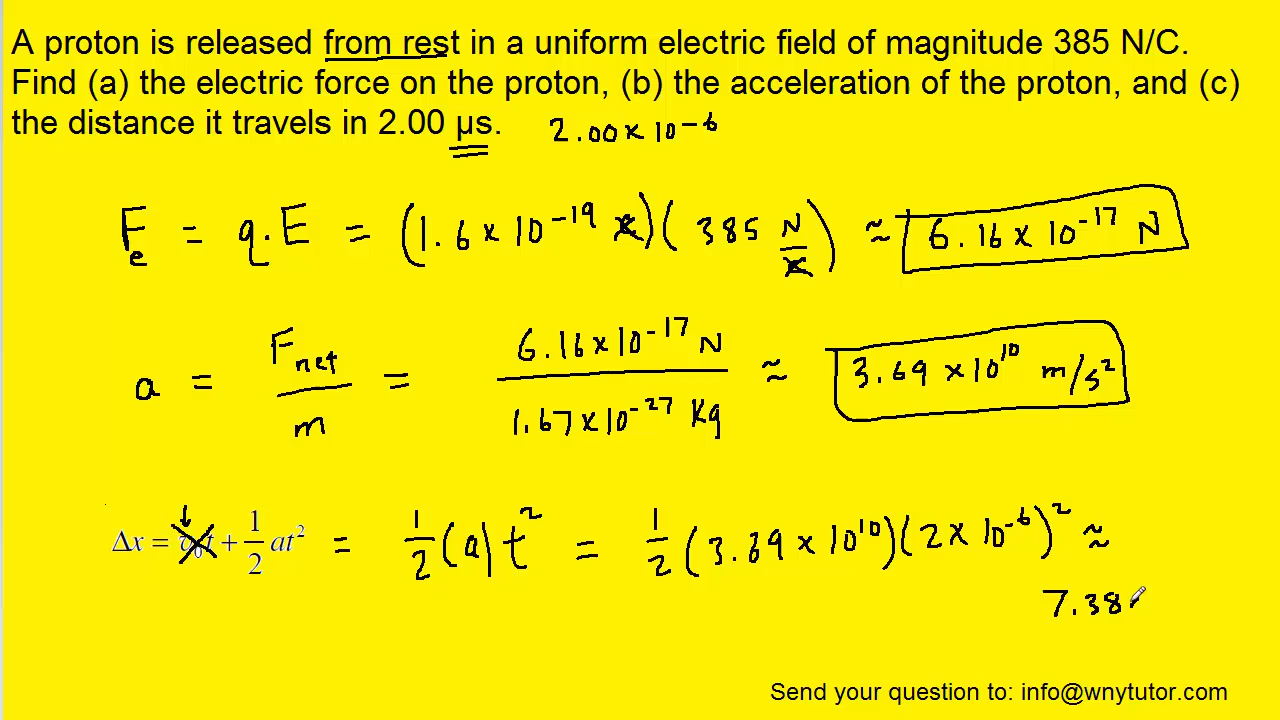 A proton is released from rest in a uniform electric field of magnitude 385 N/C.
Find (a) the electric force on the proton, (b) the acceleration of the proton, and (c)
the distance it travels in 2.00 μs. 2.00 x 10⁻⁶
Fₑ = q · E = (1.6 x 10⁻¹⁹ C)(385 N/C) ≈ 6.16 x 10⁻¹⁷ N
a = Fnet/m = 6.16 x 10⁻¹⁷ N / 1.67 x 10⁻²⁷ Kg ≈ 3.69 x 10¹⁰ m/s²
Δx = v₀t + 1/2 at² = 1/2 (a) t² = 1/2 (3.39 x 10¹⁰)(2 x 10⁻⁶)² ≈
7.38
Send your question to: info@wnytutor.com